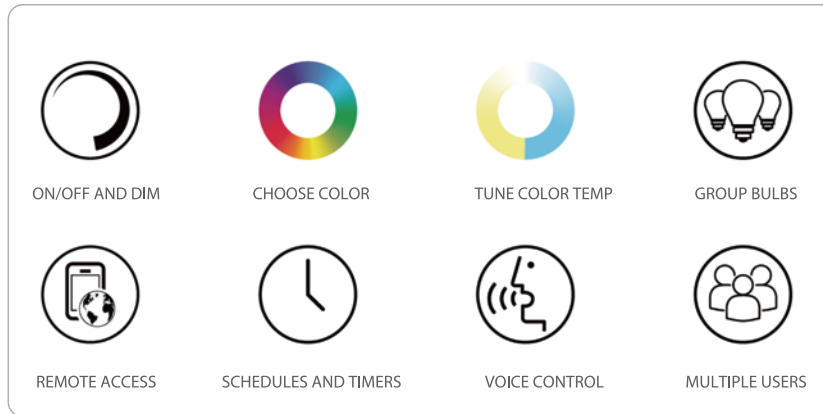 ON/OFF AND DIM
CHOOSE COLOR
TUNE COLOR TEMP
GROUP BULBS
REMOTE ACCESS
SCHEDULES AND TIMERS
VOICE CONTROL
MULTIPLE USERS